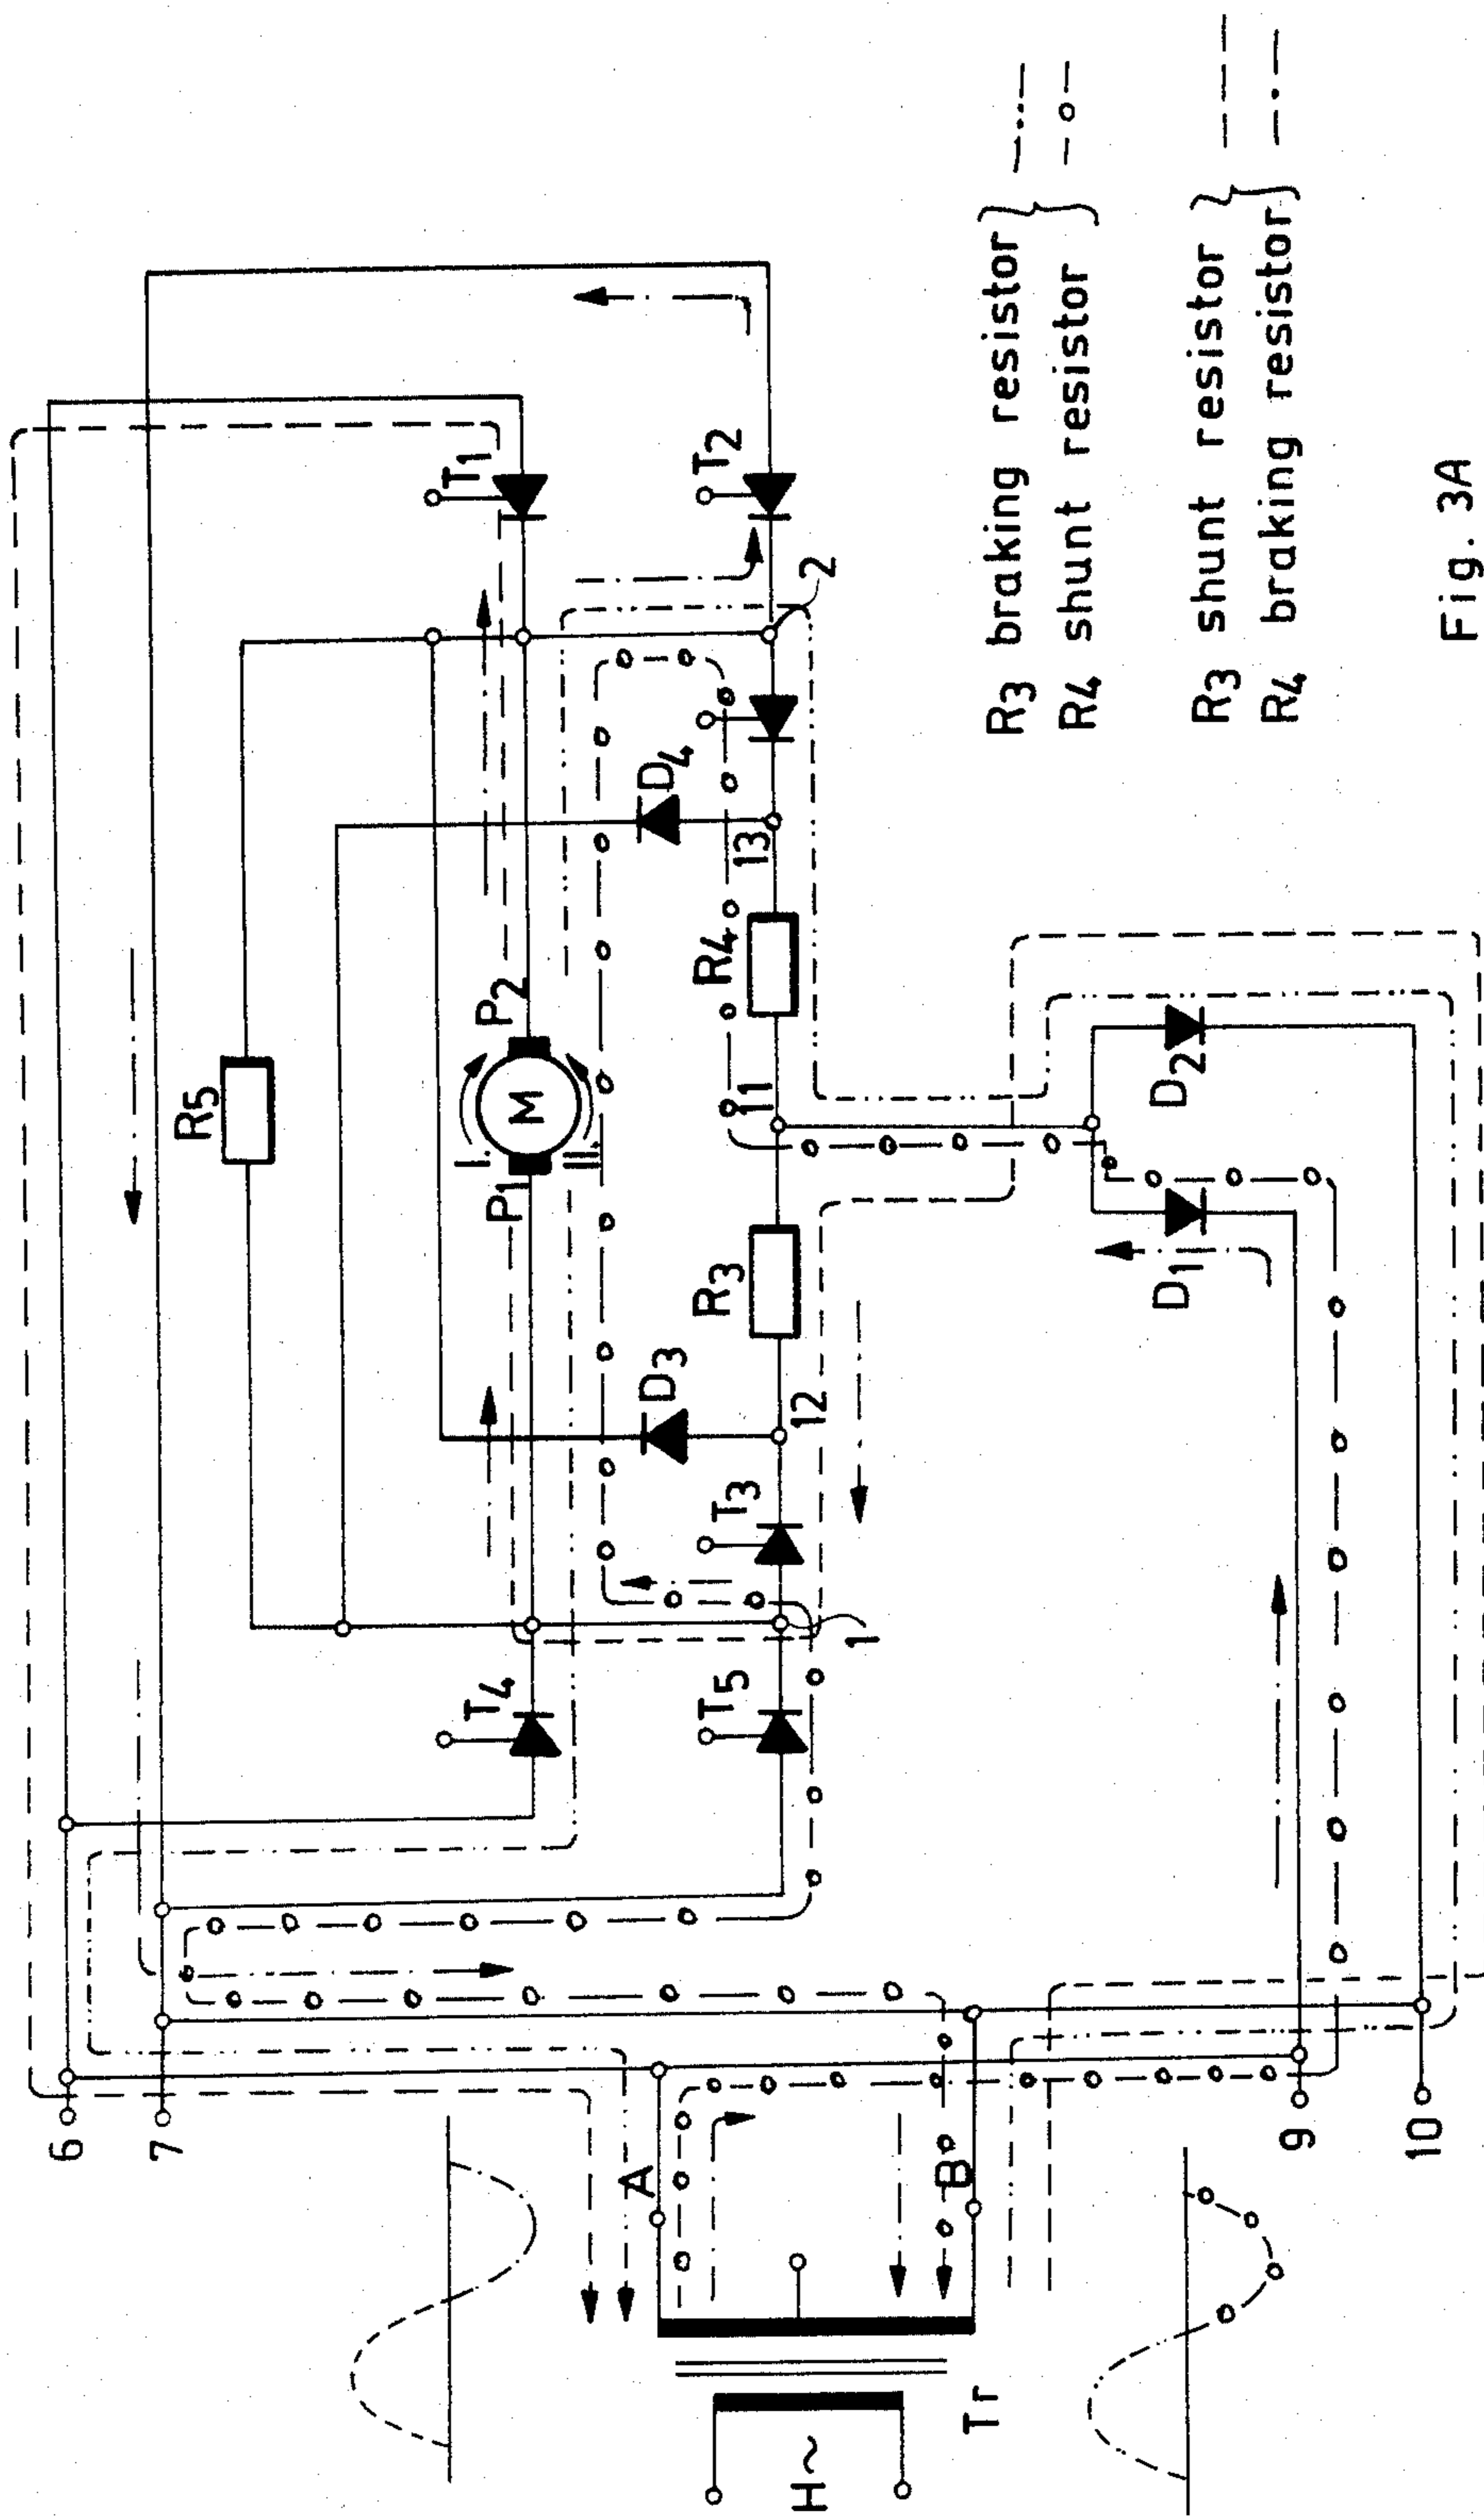 6
7
R5
T1
T4
P1
M
P2
I.
II.
D3
D4
T2
T5
T3
R3
R4
1
12
11
13
2
A
B
H~
Tr
D1
D2
9
10
R3 braking resistor
R4 shunt resistor
R3 shunt resistor
R4 braking resistor
Fig. 3A